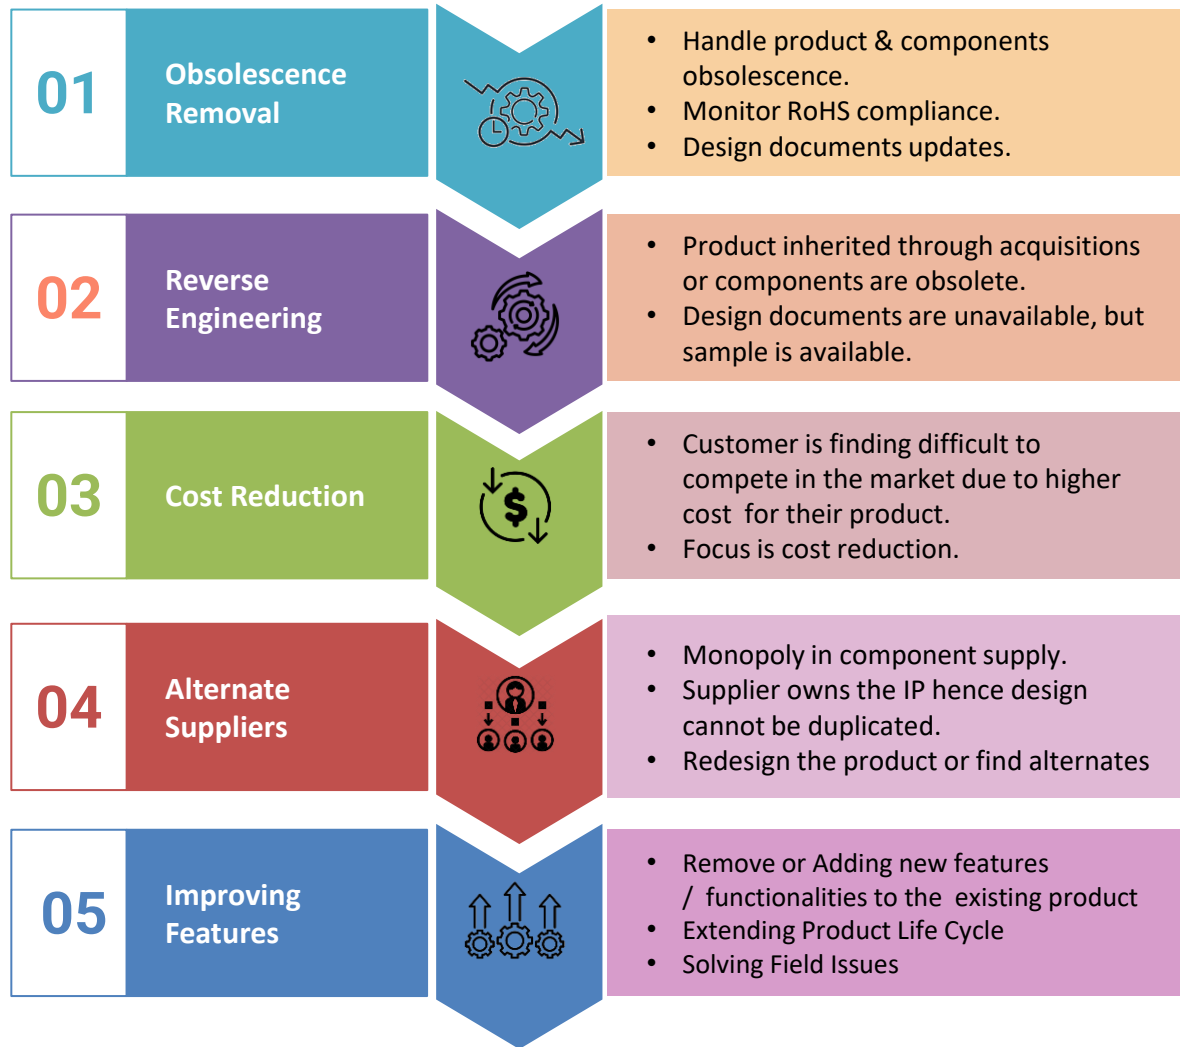 01
Obsolescence
Removal
• Handle product & components
obsolescence.
• Monitor RoHS compliance.
• Design documents updates.
02
Reverse
Engineering
• Product inherited through acquisitions
or components are obsolete.
• Design documents are unavailable, but
sample is available.
03
Cost Reduction
$
• Customer is finding difficult to
compete in the market due to higher
cost  for their product.
• Focus is cost reduction.
04
Alternate
Suppliers
• Monopoly in component supply.
• Supplier owns the IP hence design
cannot be duplicated.
• Redesign the product or find alternates
05
Improving
Features
• Remove or Adding new features
/  functionalities to the  existing product
• Extending Product Life Cycle
• Solving Field Issues